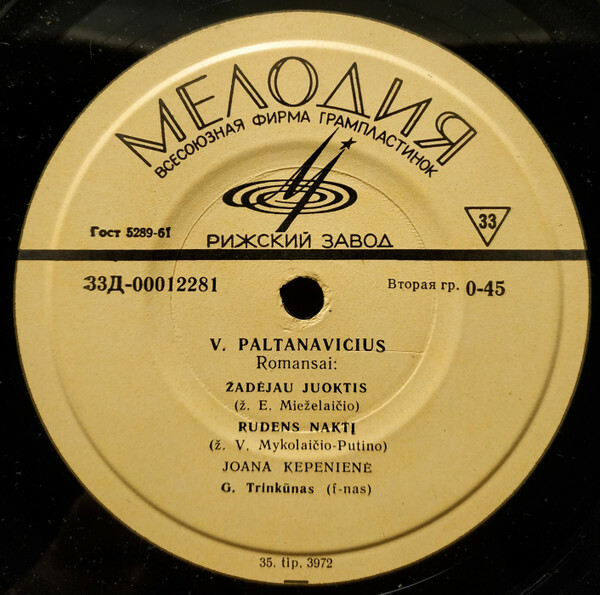 МЕЛОДИЯ
ВСЕСОЮЗНАЯ ФИРМА ГРАМПЛАСТИНОК
Гост 5289-61
33
РИЖСКИЙ ЗАВОД
33Д-00012281
Вторая гр. 0-45
V. PALTANAVICIUS
Romansai:
ŽADĖJAU JUOKTIS
(ž. E. Mieželaičio)
RUDENS NAKTĮ
(ž. V. Mykolaičio-Putino)
JOANA KEPENIENĖ
G. Trinkūnas (f-nas)
35. tip. 3972